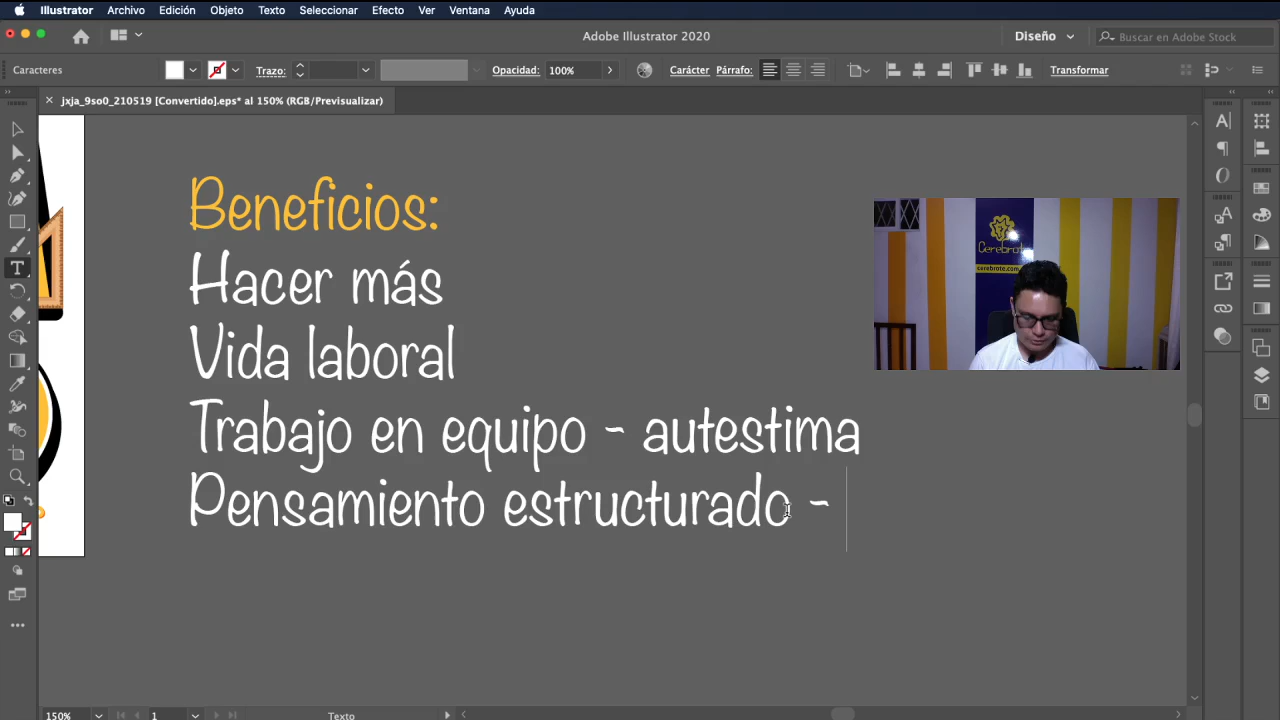 Illustrator Archivo Edición Objeto Texto Seleccionar Efecto Ver Ventana Ayuda
Adobe Illustrator 2020
Diseño
Buscar en Adobe Stock
Caracteres
Trazo:
Opacidad: 100%
Carácter Párrafo:
Transformar
jxja_9so0_210519 [Convertido].eps* al 150% (RGB/Previsualizar)
Beneficios:
Hacer más
Vida laboral
Trabajo en equipo - autestima
Pensamiento estructurado -
Cerebrote
cerebrote.com
150%
1
Texto